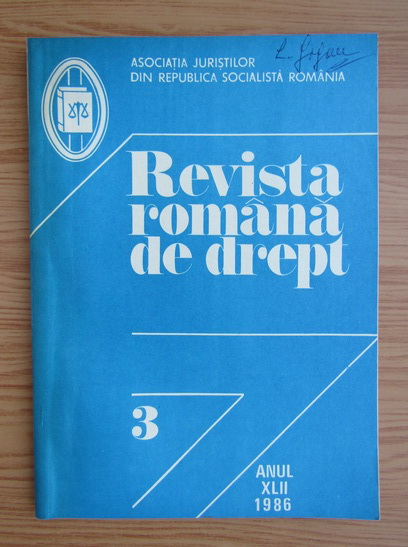 ASOCIAȚIA JURIȘTILOR
DIN REPUBLICA SOCIALISTĂ ROMÂNIA
Revista
română
de drept
3
ANUL
XLII
1986